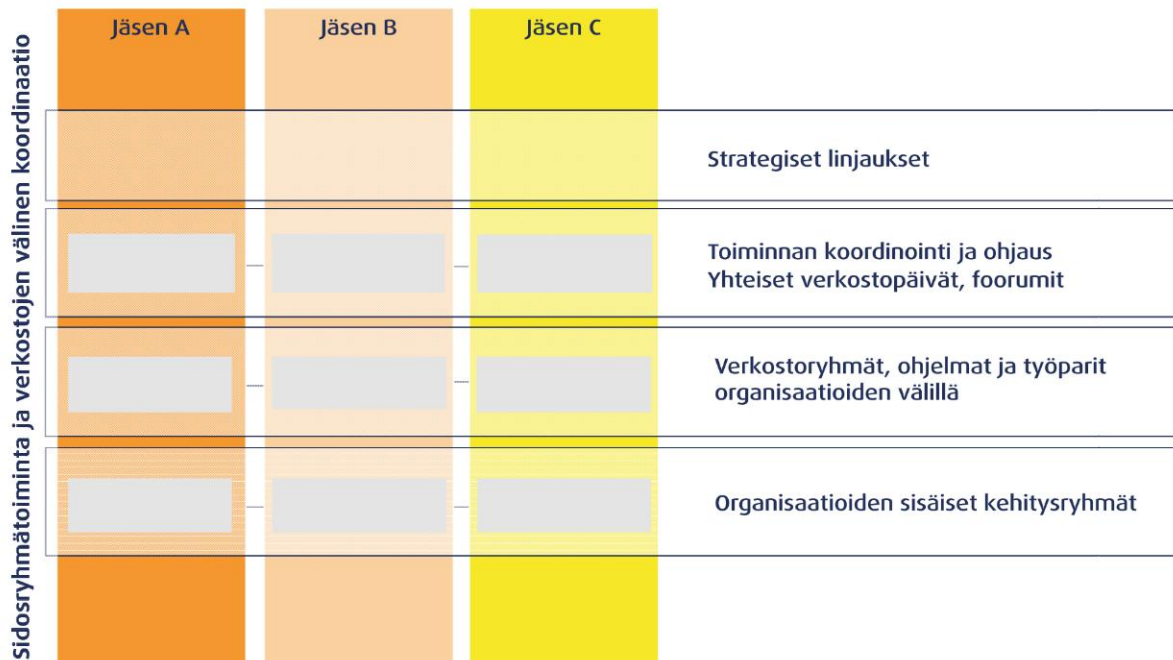 Jäsen A
Jäsen B
Jäsen C
Sidosryhmätoiminta ja verkostojen välinen koordinaatio
Strategiset linjaukset
Toiminnan koordinointi ja ohjaus
Yhteiset verkostopäivät, foorumit
Verkostoryhmät, ohjelmat ja työparit
organisaatioiden välillä
Organisaatioiden sisäiset kehitysryhmät